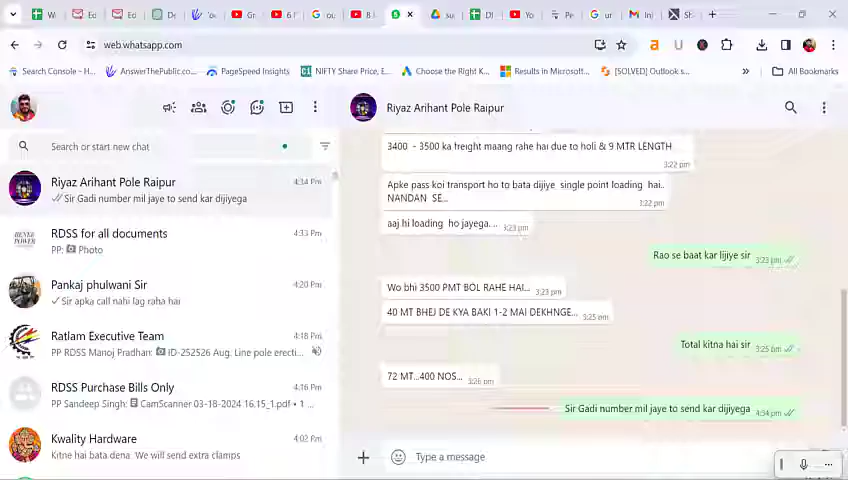 web.whatsapp.com
Search Console - H...
AnswerThePublic.co...
PageSpeed Insights
NIFTY Share Price, E...
Choose the Right K...
Results in Microsoft...
[SOLVED] Outlook s...
All Bookmarks
Riyaz Arihant Pole Raipur
Search or start new chat
Riyaz Arihant Pole Raipur
4:34 Pm
Sir Gadi number mil jaye to send kar dijiyega
RDSS for all documents
4:33 Pm
PP: Photo
Pankaj phulwani Sir
4:20 Pm
Sir apka call nahi lag raha hai
Ratlam Executive Team
4:18 Pm
PP RDSS Manoj Pradhan: ID-252526 Aug. Line pole erecti...
RDSS Purchase Bills Only
4:16 Pm
PP Sandeep Singh: CamScanner 03-18-2024 16.15_1.pdf • 1 ...
Kwality Hardware
4:02 Pm
Kitne hai bata dena We will send extra clamps
3400 - 3500 ka freight maang rahe hai due to holi & 9 MTR LENGTH
3:22 pm
Apke pass koi transport ho to bata dijiye single point loading hai..
NANDAN SE...
3:22 pm
aaj hi loading ho jayega....
3:23 pm
Rao se baat kar lijiye sir
3:23 pm
Wo bhi 3500 PMT BOL RAHE HAI...
3:23 pm
40 MT BHEJ DE KYA BAKI 1-2 MAI DEKHNGE...
3:25 pm
Total kitna hai sir
3:25 pm
72 MT...400 NOS...
3:26 pm
Sir Gadi number mil jaye to send kar dijiyega
4:34 pm
Type a message